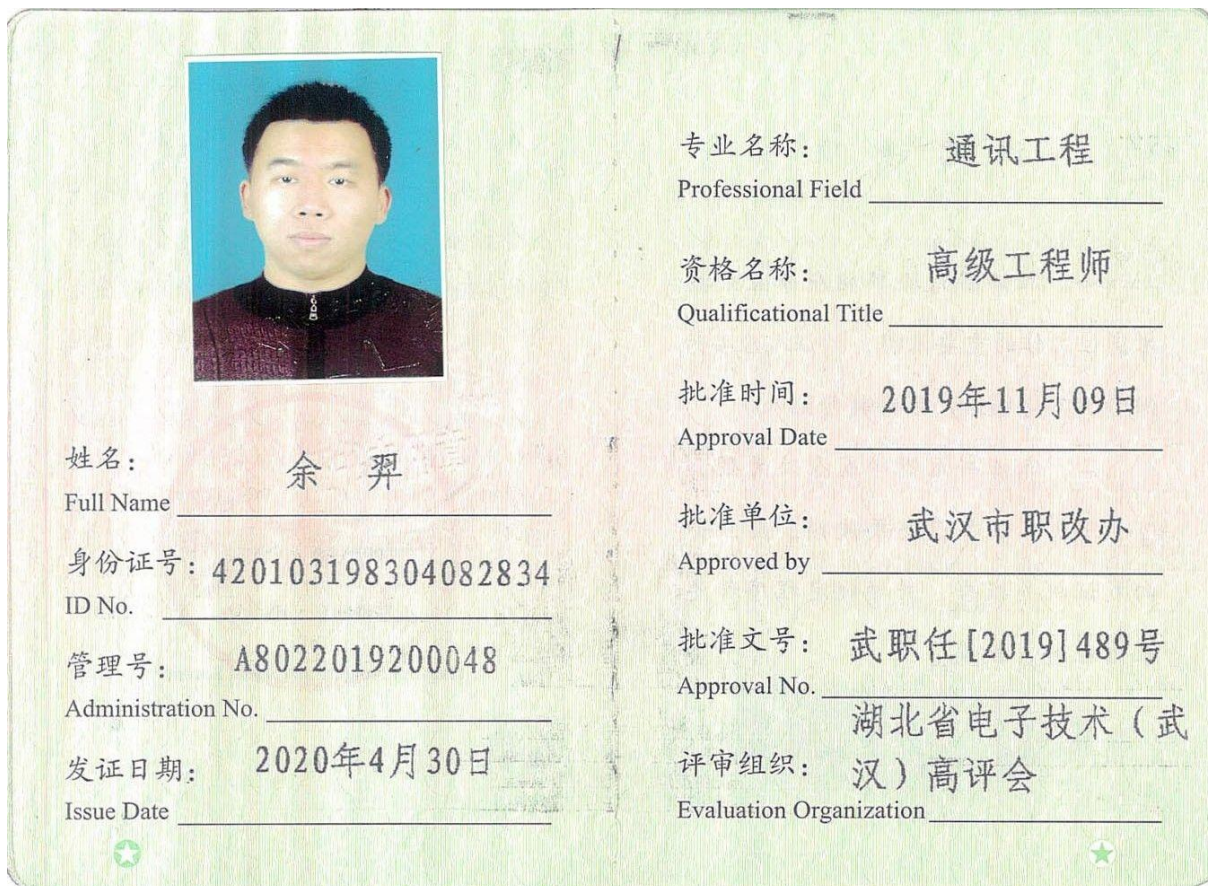 姓名： 余 羿
Full Name
身份证号：420103198304082834
ID No.
管理号： A8022019200048
Administration No.
发证日期： 2020年4月30日
Issue Date
专业名称： 通讯工程
Professional Field
资格名称： 高级工程师
Qualificational Title
批准时间： 2019年11月09日
Approval Date
批准单位： 武汉市职改办
Approved by
批准文号： 武职任[2019]489号
Approval No.
湖北省电子技术（武
评审组织： 汉）高评会
Evaluation Organization